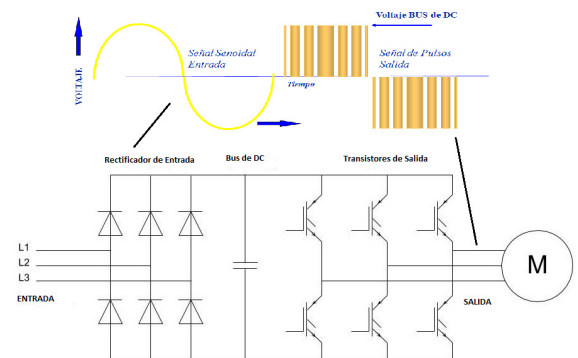 Voltaje BUS de DC
VOLTAJE
Señal Senoidal
Entrada
Señal de Pulsos
Salida
Tiempo
Rectificador de Entrada
Bus de DC
Transistores de Salida
L1
L2
L3
M
ENTRADA
SALIDA